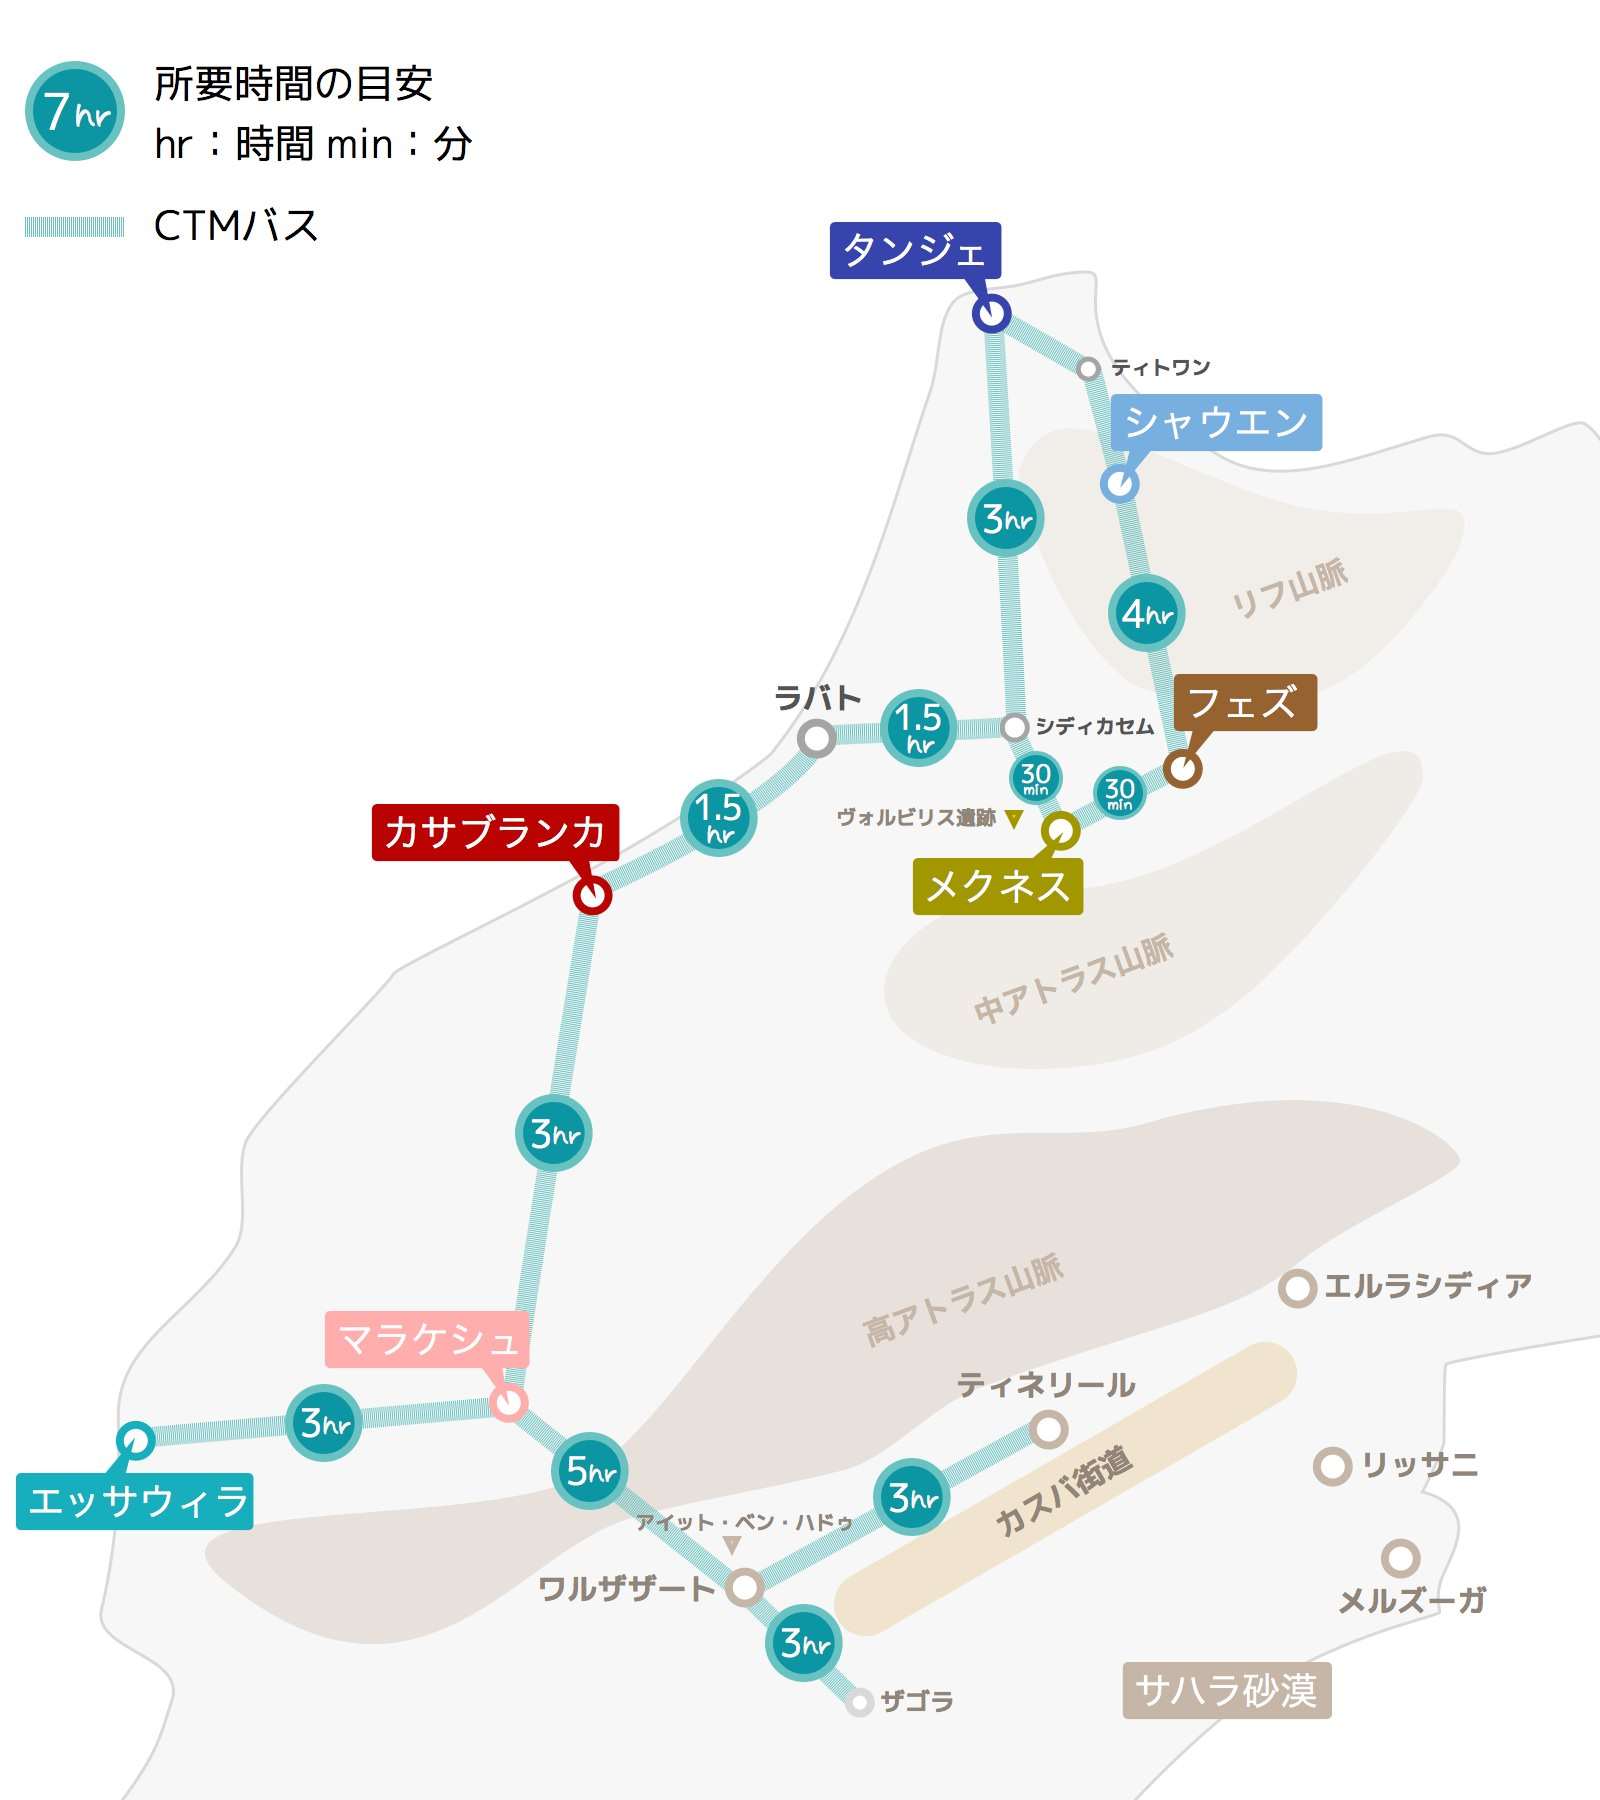 7hr
所要時間の目安
hr：時間 min：分
CTMバス
タンジェ
ティトワン
シャウエン
3hr
リフ山脈
4hr
フェズ
ラバト
1.5
hr
シディカセム
30
min
30
min
1.5
hr
ヴォルビリス遺跡
カサブランカ
メクネス
中アトラス山脈
3hr
高アトラス山脈
エルラシディア
マラケシュ
ティネリール
3hr
エッサウィラ
5hr
カスバ街道
リッサニ
3hr
アイット・ベン・ハドゥ
ワルザザート
メルズーガ
3hr
サハラ砂漠
ザゴラ